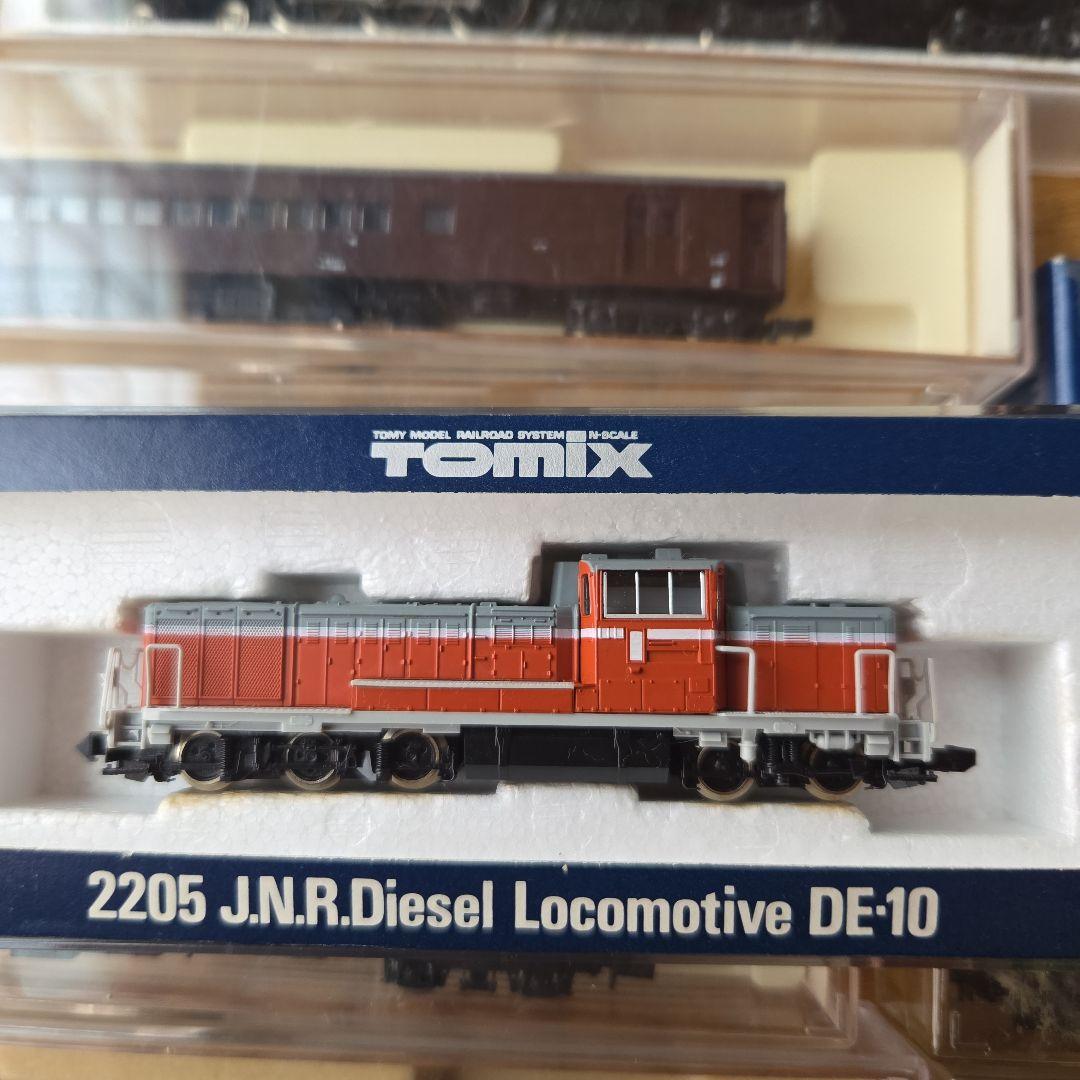 TOMY MODEL RAILROAD SYSTEM N-SCALE
TOMIX
2205 J.N.R.Diesel Locomotive DE·10